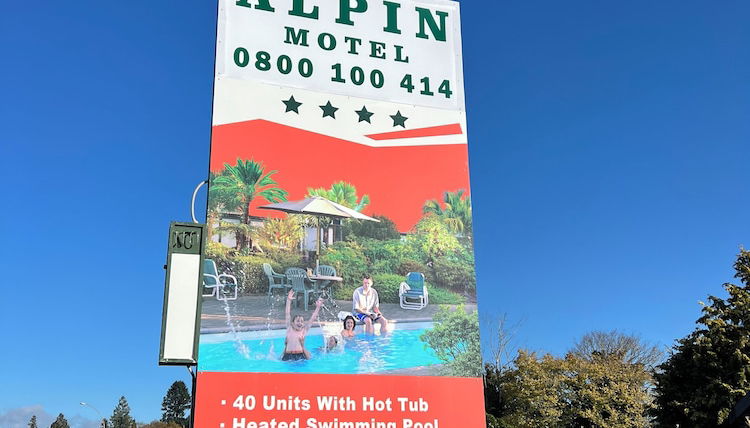 ALPIN
MOTEL
0800 100 414
· 40 Units With Hot Tub
· Heated Swimming Pool